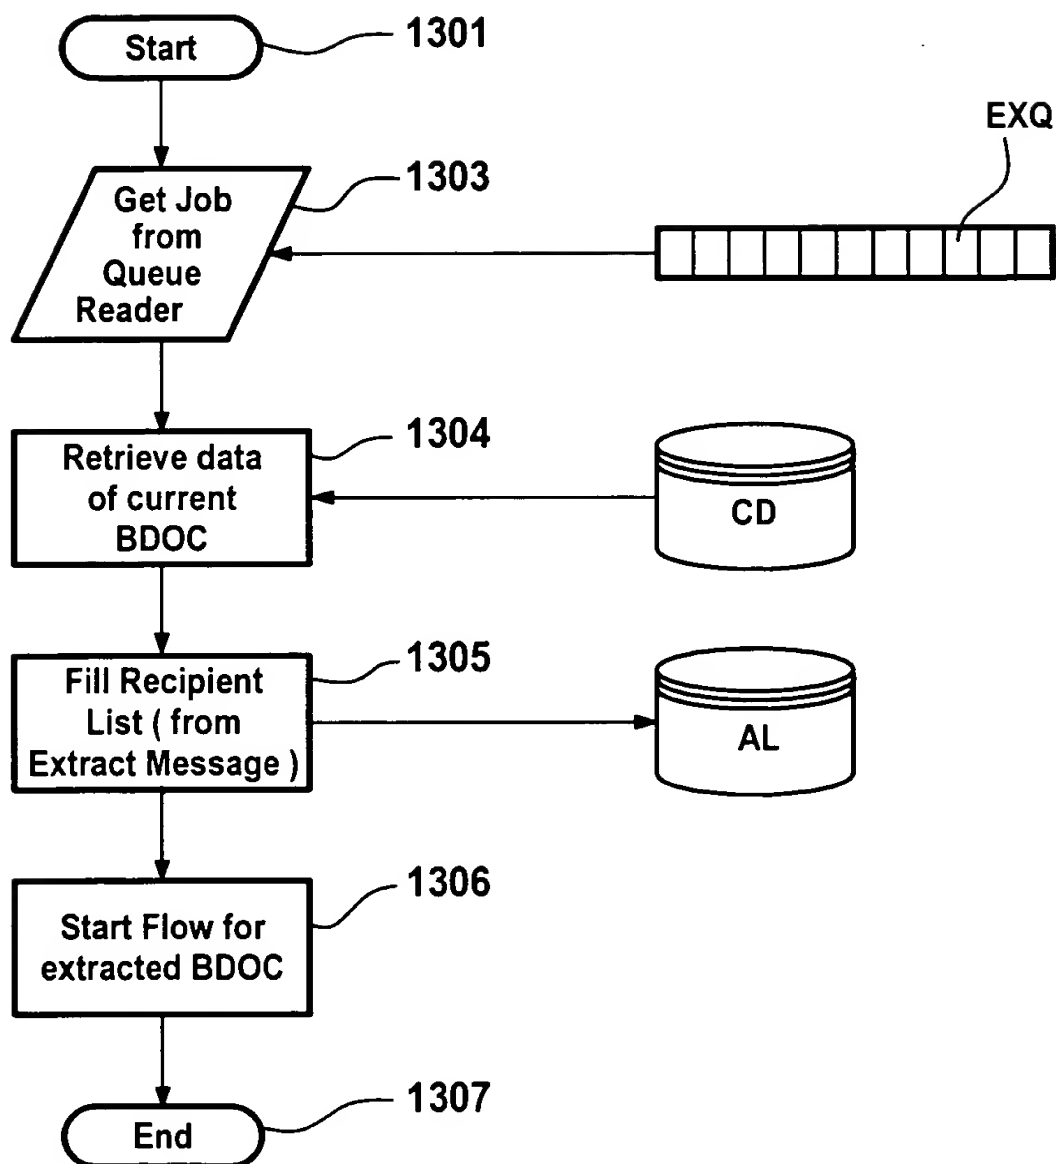 Start
1301
EXQ
Get Job
from
Queue
Reader
1303
Retrieve data
of current
BDOC
1304
CD
Fill Recipient
List ( from
Extract Message )
1305
AL
Start Flow for
extracted BDOC
1306
End
1307